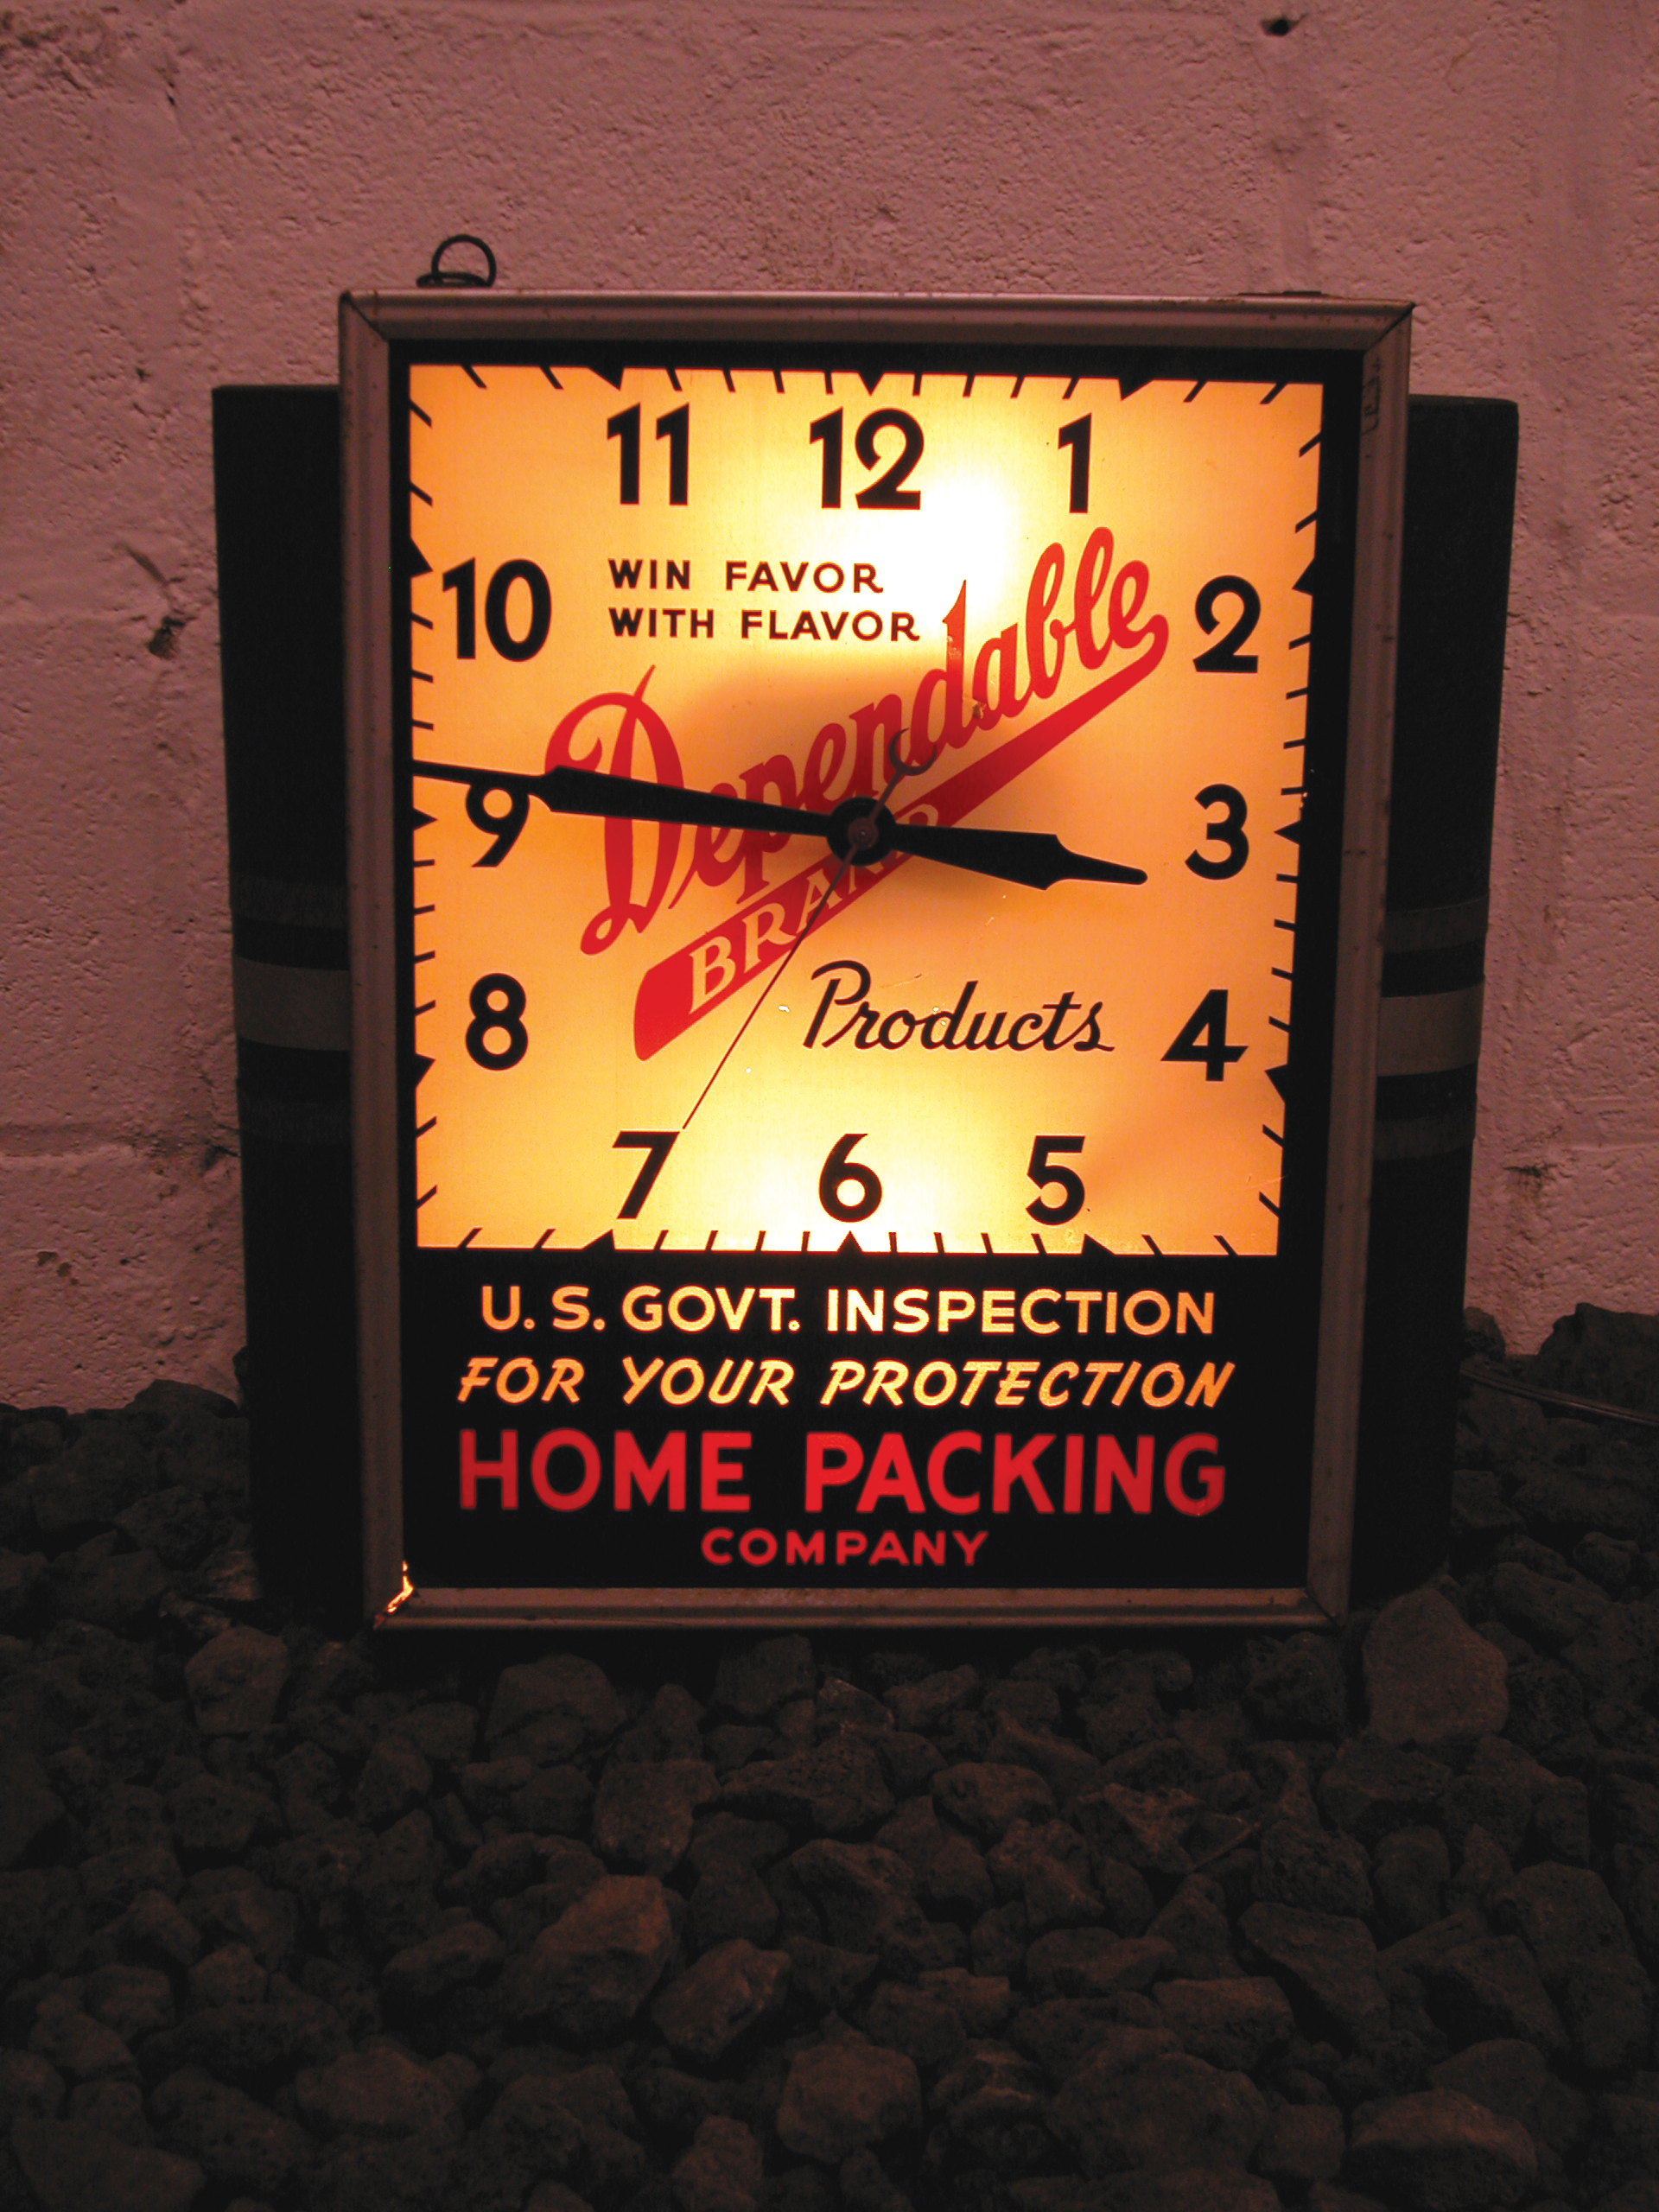 11 12 1
WIN FAVOR
10 2
WITH FLAVOR
Dependable
9 3
BRAND
Products
8 4
7 6 5
U.S. GOVT. INSPECTION
FOR YOUR PROTECTION
HOME PACKING
COMPANY